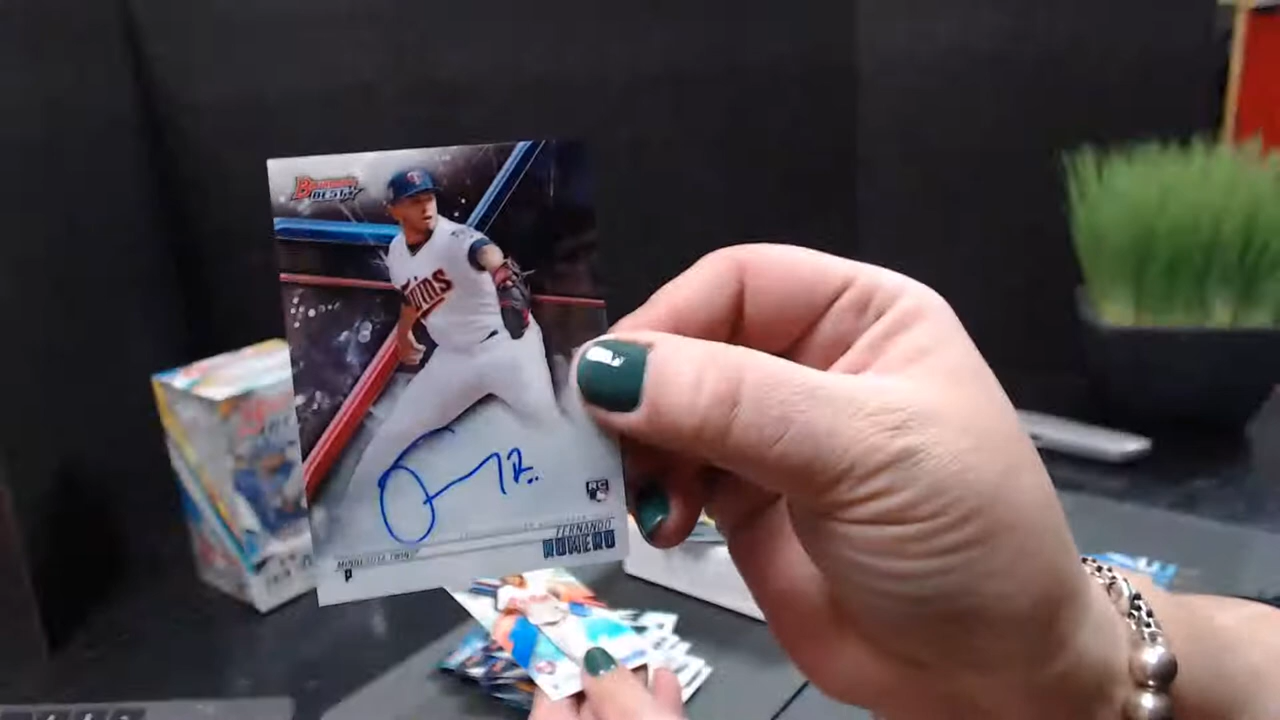 BOWMAN'S
BEST
Twins
RC
FERNANDO
MINNESOTA TWINS
ROMERO
P